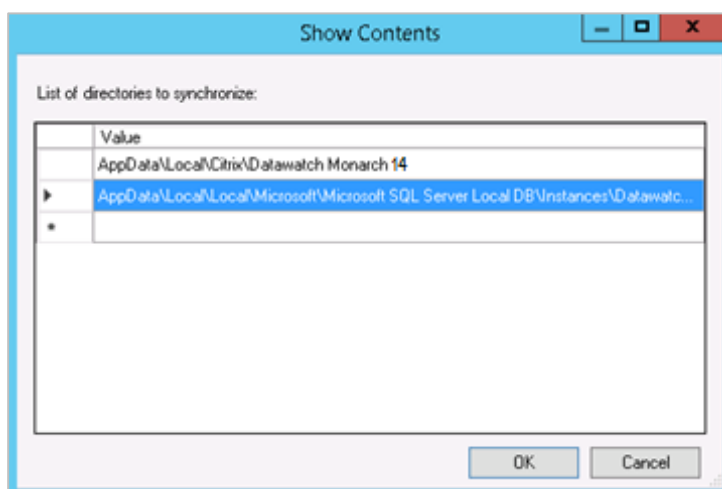 Show Contents
List of directories to synchronize:
Value
AppData\Local\Citrix\Datawatch Monarch 14
AppData\Local\Local\Microsoft\Microsoft SQL Server Local DB\Instances\Datawatc...
OK Cancel